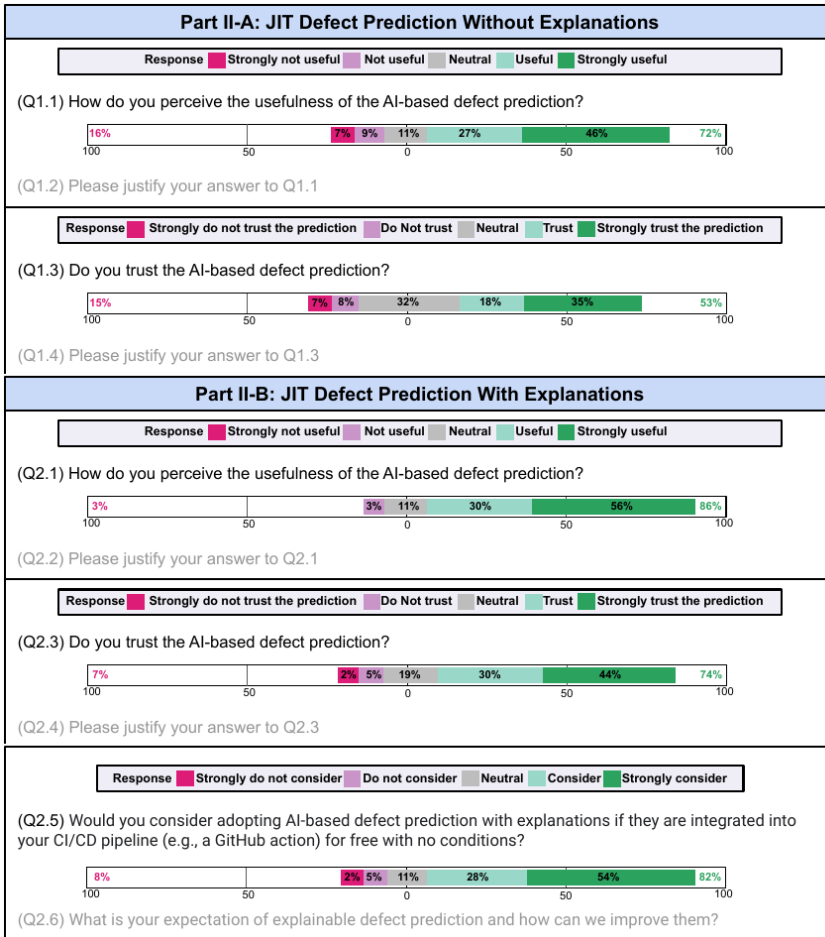 Part II-A: JIT Defect Prediction Without Explanations
Response Strongly not useful Not useful Neutral Useful Strongly useful
(Q1.1) How do you perceive the usefulness of the AI-based defect prediction?
16% 7% 9% 11% 27% 46% 72%
100 50 0 50 100
(Q1.2) Please justify your answer to Q1.1
Response Strongly do not trust the prediction Do Not trust Neutral Trust Strongly trust the prediction
(Q1.3) Do you trust the AI-based defect prediction?
15% 7% 8% 32% 18% 35% 53%
100 50 0 50 100
(Q1.4) Please justify your answer to Q1.3
Part II-B: JIT Defect Prediction With Explanations
Response Strongly not useful Not useful Neutral Useful Strongly useful
(Q2.1) How do you perceive the usefulness of the AI-based defect prediction?
3% 3% 11% 30% 56% 86%
100 50 0 50 100
(Q2.2) Please justify your answer to Q2.1
Response Strongly do not trust the prediction Do Not trust Neutral Trust Strongly trust the prediction
(Q2.3) Do you trust the AI-based defect prediction?
7% 2% 5% 19% 30% 44% 74%
100 50 0 50 100
(Q2.4) Please justify your answer to Q2.3
Response Strongly do not consider Do not consider Neutral Consider Strongly consider
(Q2.5) Would you consider adopting AI-based defect prediction with explanations if they are integrated into
your CI/CD pipeline (e.g., a GitHub action) for free with no conditions?
8% 2% 5% 11% 28% 54% 82%
100 50 0 50 100
(Q2.6) What is your expectation of explainable defect prediction and how can we improve them?